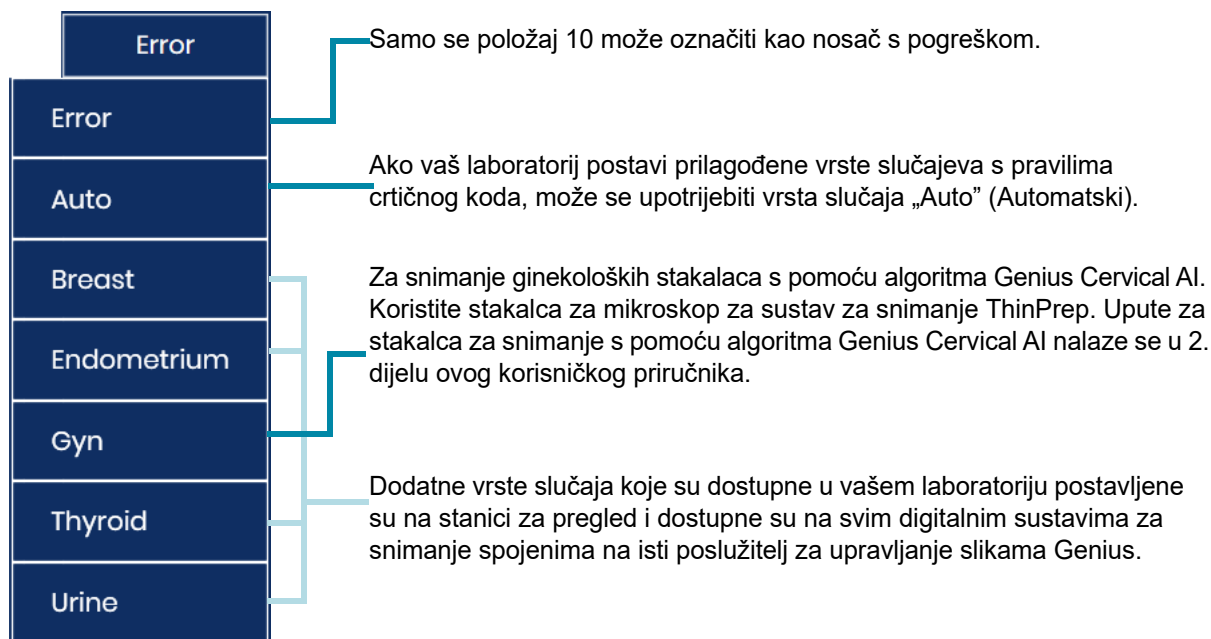 Error
Error
Auto
Breast
Endometrium
Gyn
Thyroid
Urine
Samo se položaj 10 može označiti kao nosač s pogreškom.
Ako vaš laboratorij postavi prilagođene vrste slučajeva s pravilima
crtičnog koda, može se upotrijebiti vrsta slučaja „Auto” (Automatski).
Za snimanje ginekoloških stakalaca s pomoću algoritma Genius Cervical AI.
Koristite stakalca za mikroskop za sustav za snimanje ThinPrep. Upute za
stakalca za snimanje s pomoću algoritma Genius Cervical AI nalaze se u 2.
dijelu ovog korisničkog priručnika.
Dodatne vrste slučaja koje su dostupne u vašem laboratoriju postavljene
su na stanici za pregled i dostupne su na svim digitalnim sustavima za
snimanje spojenima na isti poslužitelj za upravljanje slikama Genius.